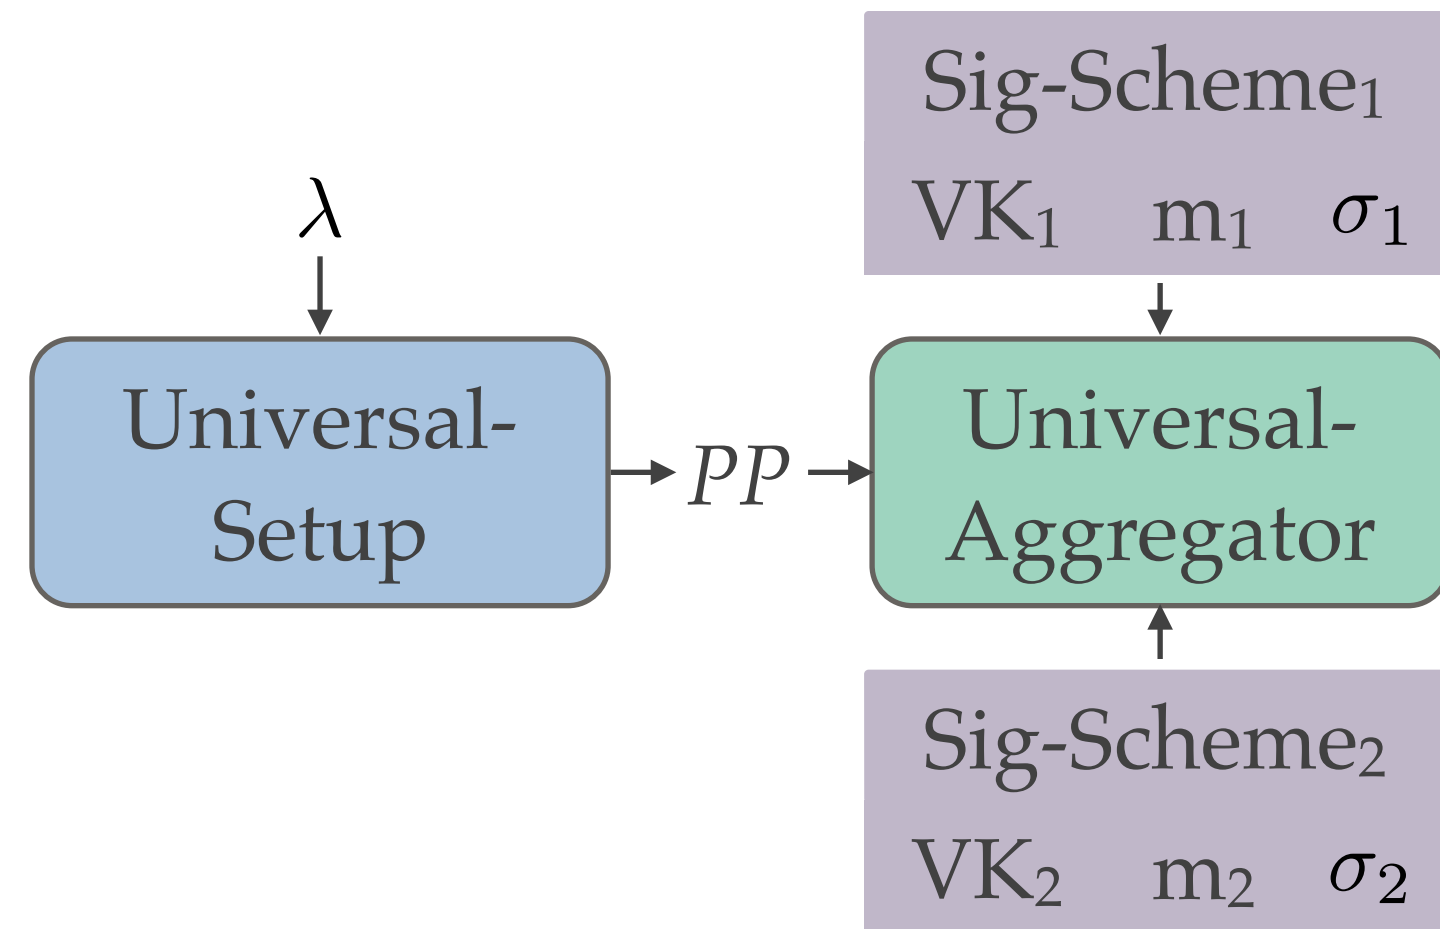 Sig-Scheme₁
VK₁ m₁ σ₁
λ
Universal-
Setup
PP
Universal-
Aggregator
Sig-Scheme₂
VK₂ m₂ σ₂